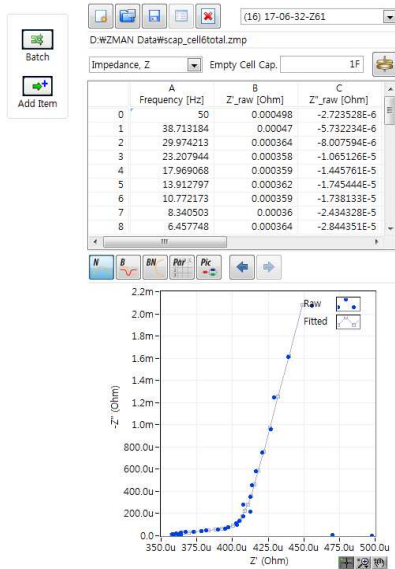 (16) 17-06-32-Z61
D:₩ZMAN Data₩scap_cell6total.zmp
Batch
Impedance, Z Empty Cell Cap. 1F
Add Item
A B C
Frequency [Hz] Z'_raw [Ohm] Z"_raw [Ohm]
0 50 0.000498 -2.723528E-6
1 38.713184 0.00047 -5.732234E-6
2 29.974213 0.000364 -8.007594E-6
3 23.207944 0.000358 -1.065126E-5
4 17.969068 0.000359 -1.445761E-5
5 13.912797 0.000362 -1.745444E-5
6 10.772173 0.000359 -1.738133E-5
7 8.340503 0.00036 -2.434328E-5
8 6.457748 0.000364 -2.844351E-5
N B BN Par Pic
2.2m
2.0m Raw
Fitted
1.8m
1.6m
1.4m
1.2m
1.0m
800.0u
600.0u
400.0u
200.0u
0.0
-Z" (Ohm)
350.0u 375.0u 400.0u 425.0u 450.0u 475.0u 500.0u
Z' (Ohm)